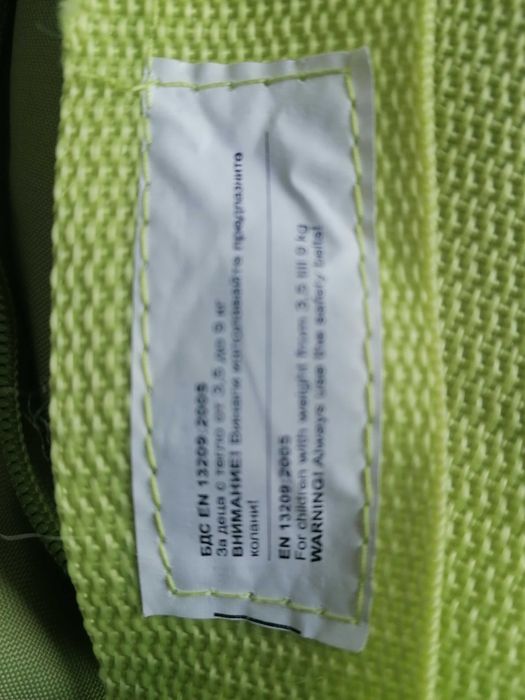 БДС EN 13209:2005
За деца с тегло от 3,5 до 9 кг
ВНИМАНИЕ! Винаги използвайте предпазните
колани!
EN 13209:2005
For children with weight from 3,5 till 9 kg
WARNING! Always use the safety belts!